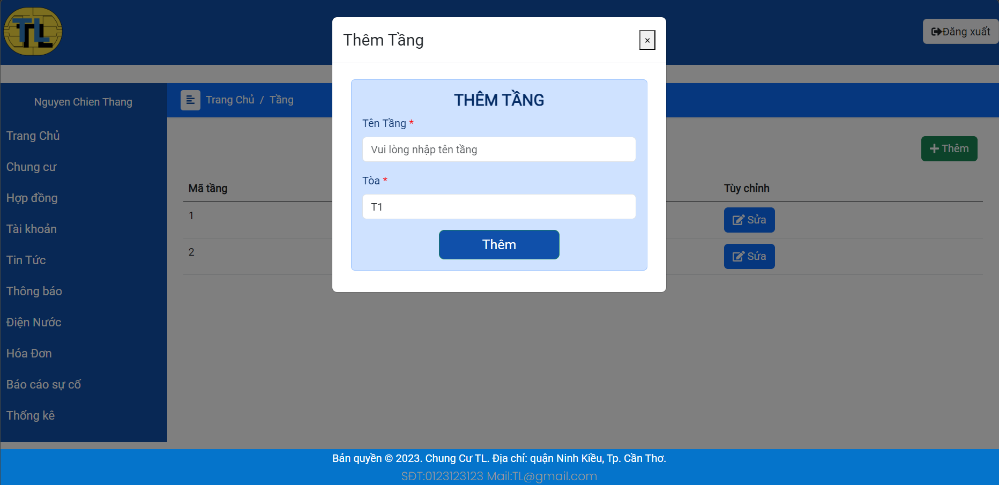 TL
Đăng xuất
Thêm Tầng
×
Nguyen Chien Thang
Trang Chủ / Tầng
THÊM TẦNG
Tên Tầng *
Vui lòng nhập tên tầng
Tòa *
T1
Thêm
Trang Chủ
Chung cư
Hợp đồng
Tài khoản
Tin Tức
Thông báo
Điện Nước
Hóa Đơn
Báo cáo sự cố
Thống kê
Thêm
Mã tầng
Tùy chỉnh
1
Sửa
2
Sửa
Bản quyền © 2023. Chung Cư TL. Địa chỉ: quận Ninh Kiều, Tp. Cần Thơ.
SĐT:0123123123 Mail:TL@gmail.com